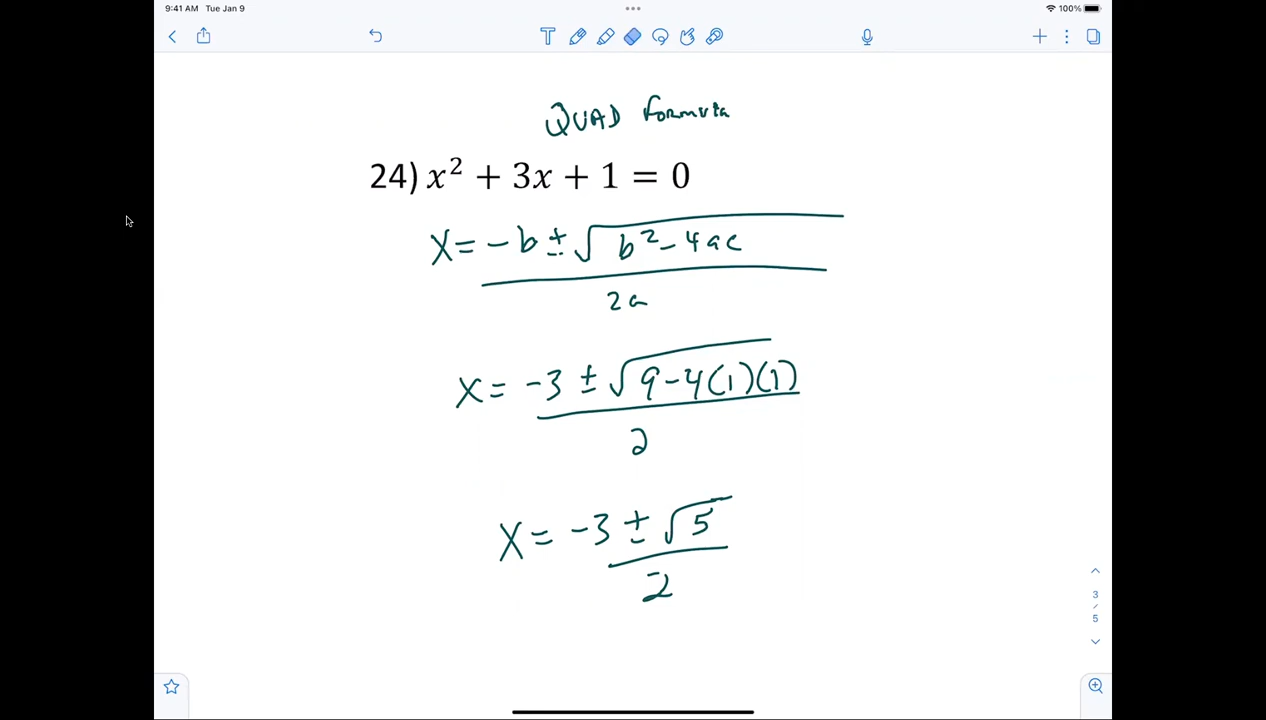 9:41 AM Tue Jan 9
100%
T
QUAD Formula
24) x² + 3x + 1 = 0
X = -b ± √b² - 4ac
2a
X = -3 ± √9 - 4(1)(1)
2
X = -3 ± √5
2
3
/
5